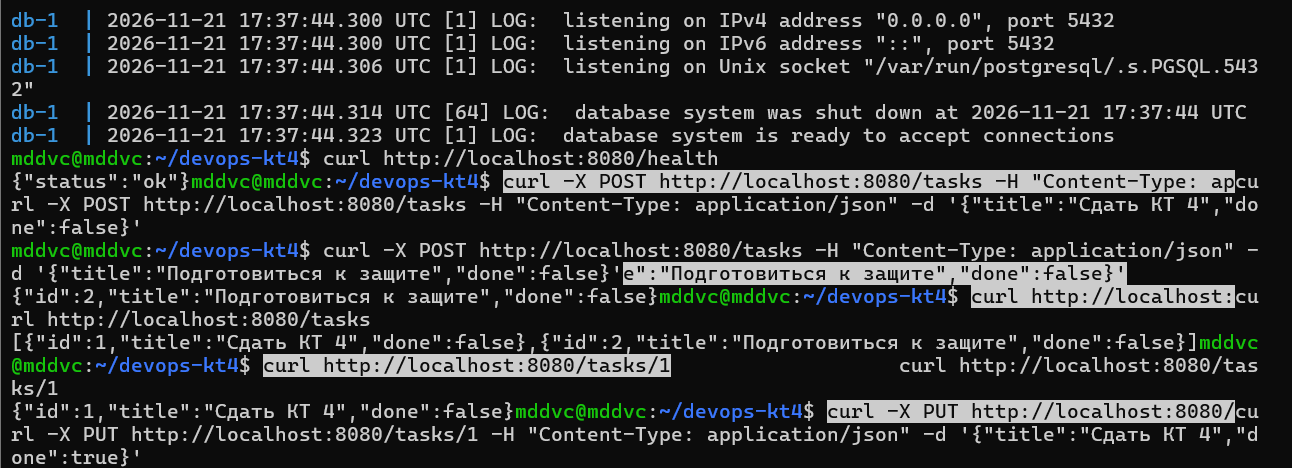 db-1  | 2026-11-21 17:37:44.300 UTC [1] LOG:  listening on IPv4 address "0.0.0.0", port 5432
db-1  | 2026-11-21 17:37:44.300 UTC [1] LOG:  listening on IPv6 address "::", port 5432
db-1  | 2026-11-21 17:37:44.306 UTC [1] LOG:  listening on Unix socket "/var/run/postgresql/.s.PGSQL.543
2"
db-1  | 2026-11-21 17:37:44.314 UTC [64] LOG:  database system was shut down at 2026-11-21 17:37:44 UTC
db-1  | 2026-11-21 17:37:44.323 UTC [1] LOG:  database system is ready to accept connections
mddvc@mddvc:~/devops-kt4$ curl http://localhost:8080/health
{"status":"ok"}mddvc@mddvc:~/devops-kt4$ curl -X POST http://localhost:8080/tasks -H "Content-Type: apcu
rl -X POST http://localhost:8080/tasks -H "Content-Type: application/json" -d '{"title":"Сдать КТ 4","do
ne":false}'
mddvc@mddvc:~/devops-kt4$ curl -X POST http://localhost:8080/tasks -H "Content-Type: application/json" -
d '{"title":"Подготовиться к защите","done":false}'e":"Подготовиться к защите","done":false}'
{"id":2,"title":"Подготовиться к защите","done":false}mddvc@mddvc:~/devops-kt4$ curl http://localhost:cu
rl http://localhost:8080/tasks
[{"id":1,"title":"Сдать КТ 4","done":false},{"id":2,"title":"Подготовиться к защите","done":false}]mddvc
@mddvc:~/devops-kt4$ curl http://localhost:8080/tasks/1                   curl http://localhost:8080/tas
ks/1
{"id":1,"title":"Сдать КТ 4","done":false}mddvc@mddvc:~/devops-kt4$ curl -X PUT http://localhost:8080/cu
rl -X PUT http://localhost:8080/tasks/1 -H "Content-Type: application/json" -d '{"title":"Сдать КТ 4","d
one":true}'